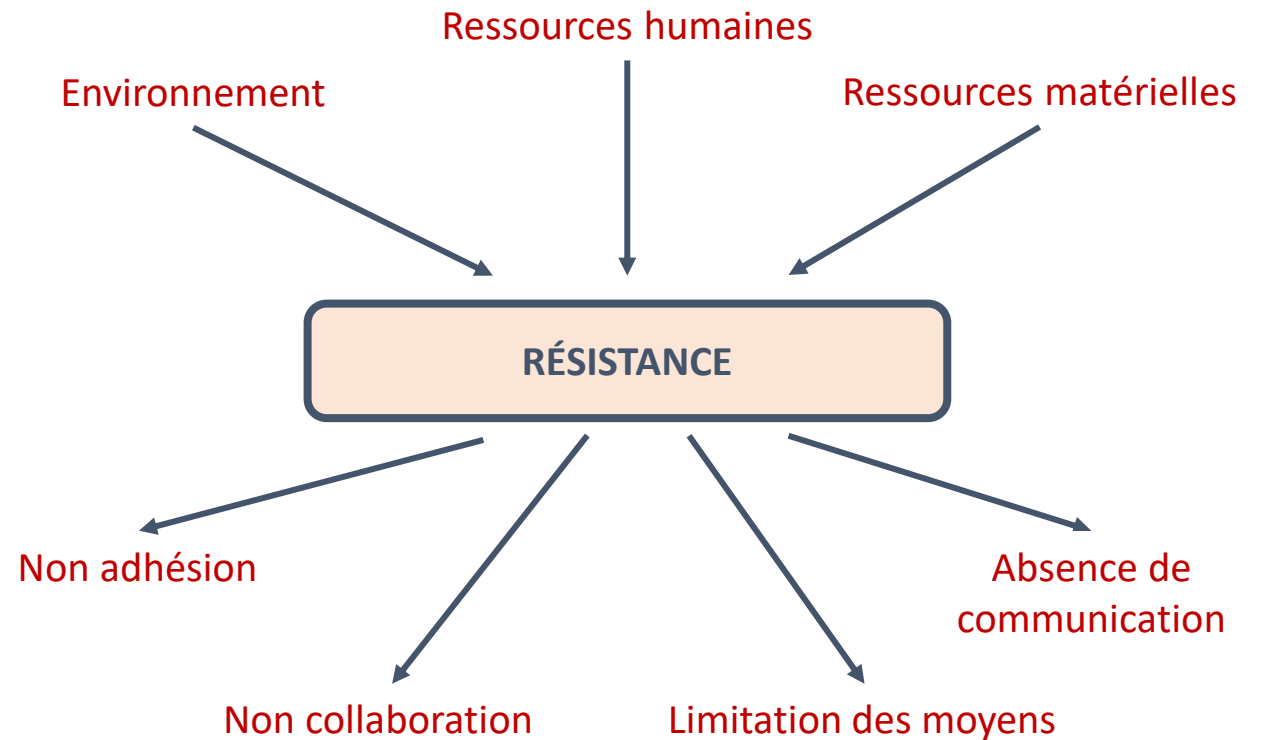 Ressources humaines
Environnement
Ressources matérielles
RÉSISTANCE
Non adhésion
Absence de
communication
Non collaboration
Limitation des moyens